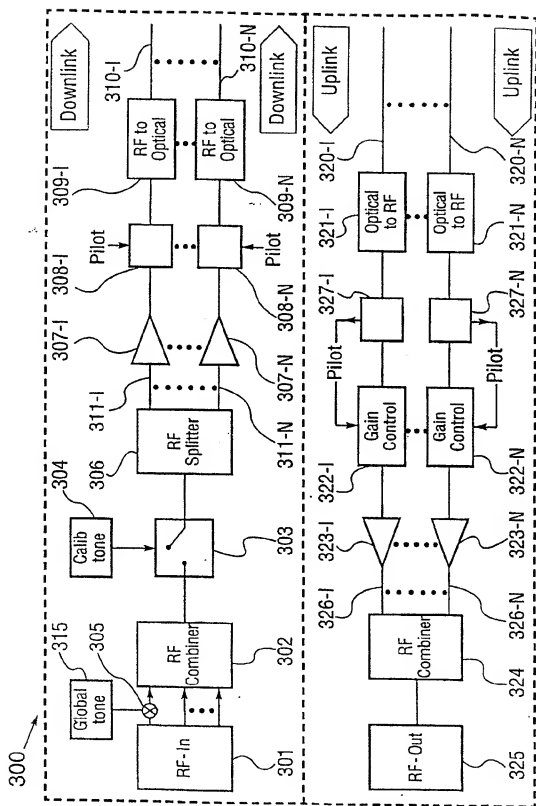 300
Global
tone
315
305
RF-In
301
RF
Combiner
302
Calib
tone
304
303
RF
Splitter
306
311-I
311-N
307-I
307-N
Pilot
308-I
Pilot
308-N
RF to
Optical
309-I
RF to
Optical
309-N
310-I
310-N
Downlink
Downlink
RF-Out
325
RF
Combiner
324
326-I
326-N
323-I
323-N
Gain
Control
322-I
Gain
Control
322-N
Pilot
Pilot
327-I
327-N
Optical
to RF
321-I
Optical
to RF
321-N
320-I
320-N
Uplink
Uplink